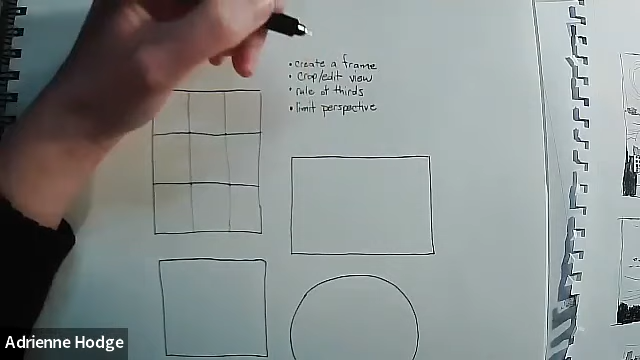 • create a frame
• crop/edit view
• rule of thirds
• limit perspective
Adrienne Hodge